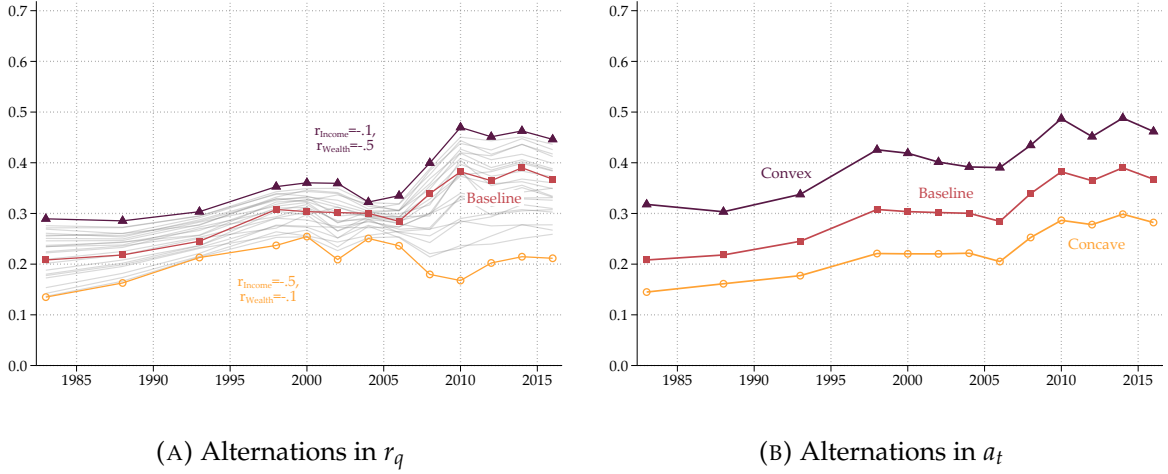 0.7
0.6
0.5
0.4
0.3
0.2
0.1
0.0
1985 1990 1995 2000 2005 2010 2015
r_Income=-.1,
r_Wealth=-.5
Baseline
r_Income=-.5,
r_Wealth=-.1
(A) Alternations in r_q
0.7
0.6
0.5
0.4
0.3
0.2
0.1
0.0
1985 1990 1995 2000 2005 2010 2015
Convex
Baseline
Concave
(B) Alternations in a_t